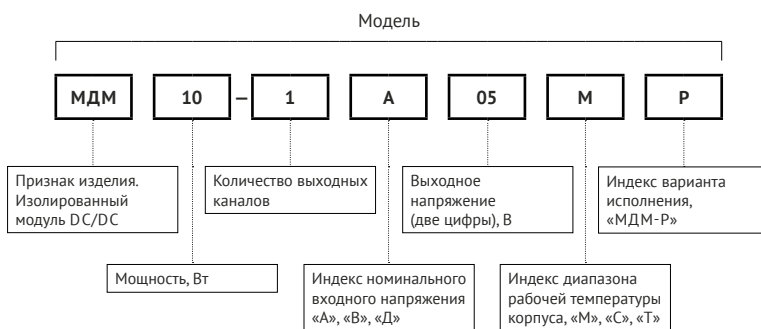 Модель
МДМ 10 – 1 А 05 М Р
Признак изделия.
Изолированный
модуль DC/DC
Количество выходных
каналов
Выходное
напряжение
(две цифры), В
Индекс варианта
исполнения,
«МДМ-Р»
Мощность, Вт
Индекс номинального
входного напряжения
«А», «В», «Д»
Индекс диапазона
рабочей температуры
корпуса, «М», «С», «Т»